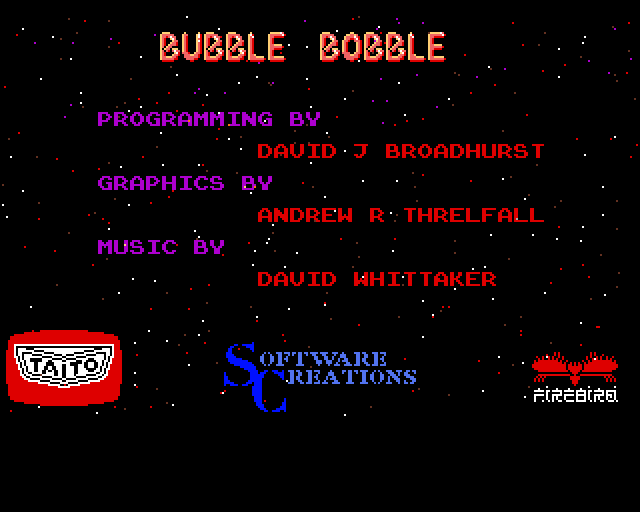 BUBBLE BOBBLE
PROGRAMMING BY
DAVID J BROADHURST
GRAPHICS BY
ANDREW R THRELFALL
MUSIC BY
DAVID WHITTAKER
TAITO
SOFTWARE
CREATIONS
FIREBIRD